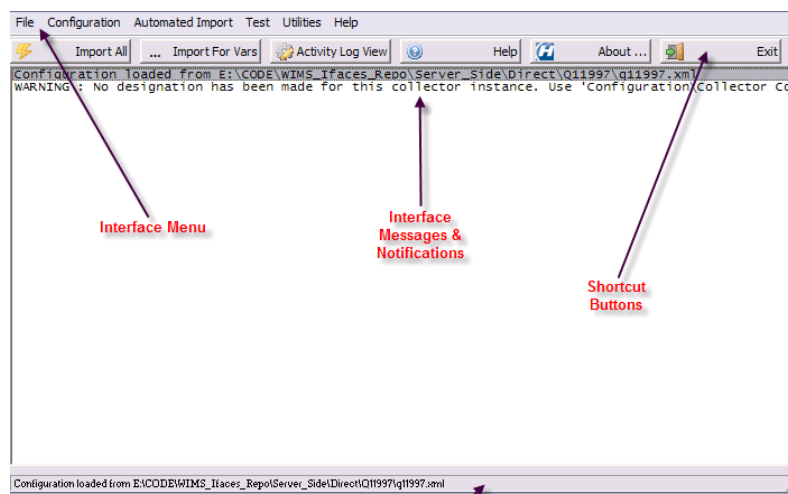 File Configuration Automated Import Test Utilities Help
Import All ... Import For Vars Activity Log View Help About ... Exit
Configuration loaded from E:\CODE\WIMS_Ifaces_Repo\Server_Side\Direct\Q11997\q11997.xml
WARNING : No designation has been made for this collector instance. Use 'Configuration\Collector Co
Interface Menu
Interface
Messages &
Notifications
Shortcut
Buttons
Configuration loaded from E:\CODE\WIMS_Ifaces_Repo\Server_Side\Direct\Q11997\q11997.xml